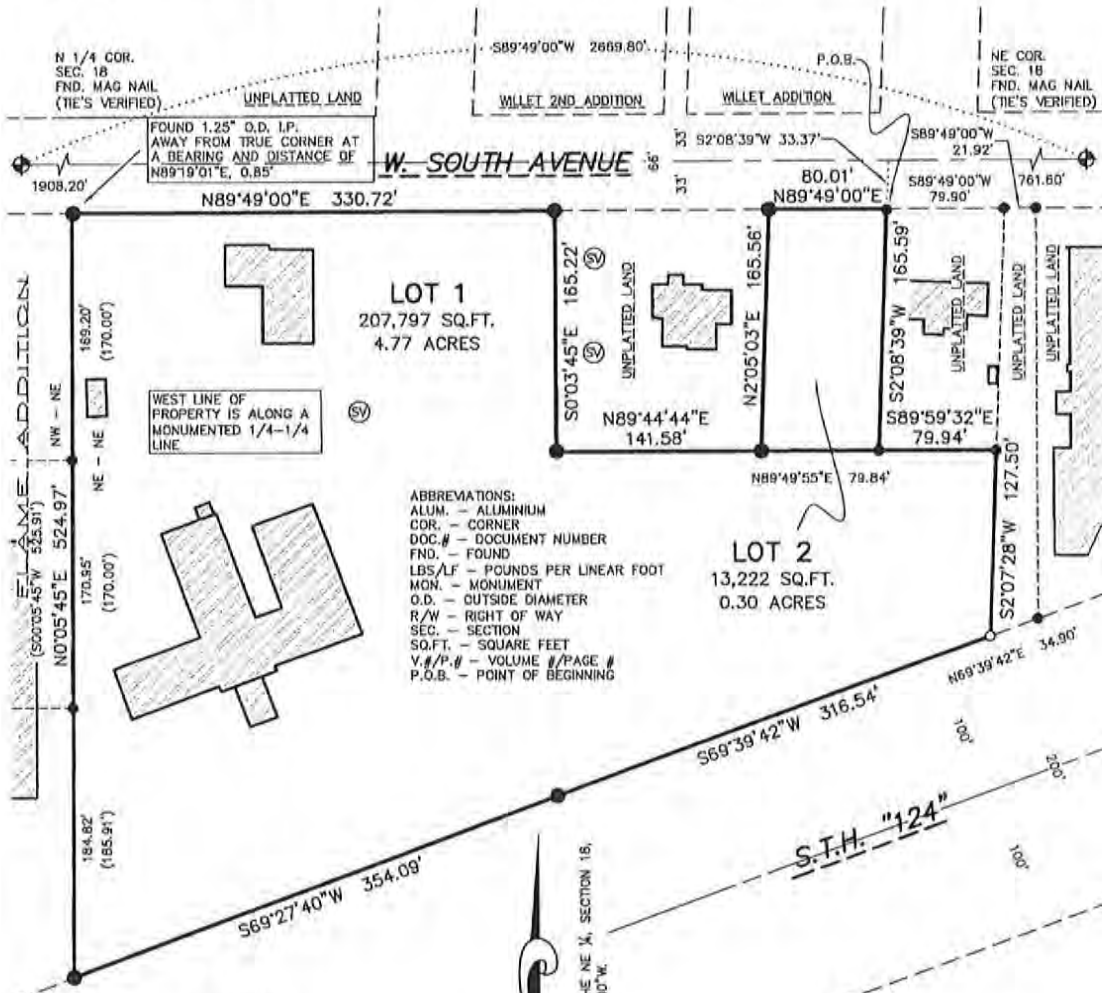 S89°49'00"W 2669.80'
N 1/4 COR.
SEC. 18
FND. MAG NAIL
(TIE'S VERIFIED)
UNPLATTED LAND
WILLET 2ND ADDITION
WILLET ADDITION
P.O.B.
NE COR.
SEC. 18
FND. MAG NAIL
(TIE'S VERIFIED)
FOUND 1.25" O.D. I.P.
AWAY FROM TRUE CORNER AT
A BEARING AND DISTANCE OF
N89°19'01"E, 0.85'
W. SOUTH AVENUE
66'
33'
33'
S2°08'39"W 33.37'
S89°49'00"W
21.92'
1908.20'
N89°49'00"E 330.72'
80.01'
N89°49'00"E
S89°49'00"W
79.90'
761.60'
LOT 1
207,797 SQ.FT.
4.77 ACRES
S0°03'45"E 165.22'
SV
SV
UNPLATTED LAND
N2°05'03"E 165.56'
S2°08'39"W 165.59'
UNPLATTED LAND
UNPLATTED LAND
UNPLATTED LAND
169.20'
(170.00')
WEST LINE OF
PROPERTY IS ALONG A
MONUMENTED 1/4-1/4
LINE
SV
NW - NE
NE - NE
N89°44'44"E
141.58'
S89°59'32"E
79.94'
N89°49'55"E 79.84'
ELAME ADDITION
(S00°05'45"W 525.91')
N0°05'45"E 524.97'
170.95'
(170.00')
ABBREVIATIONS:
ALUM. - ALUMINIUM
COR. - CORNER
DOC.# - DOCUMENT NUMBER
FND. - FOUND
LBS/LF - POUNDS PER LINEAR FOOT
MON. - MONUMENT
O.D. - OUTSIDE DIAMETER
R/W - RIGHT OF WAY
SEC. - SECTION
SQ.FT. - SQUARE FEET
V.#/P.# - VOLUME #/PAGE #
P.O.B. - POINT OF BEGINNING
LOT 2
13,222 SQ.FT.
0.30 ACRES
S2°07'28"W 127.50'
N69°39'42"E 34.90'
S69°39'42"W 316.54'
100'
200'
100'
S.T.H. "124"
184.82'
(185.91')
S69°27'40"W 354.09'
HE NE ¼, SECTION 18,
0"W.